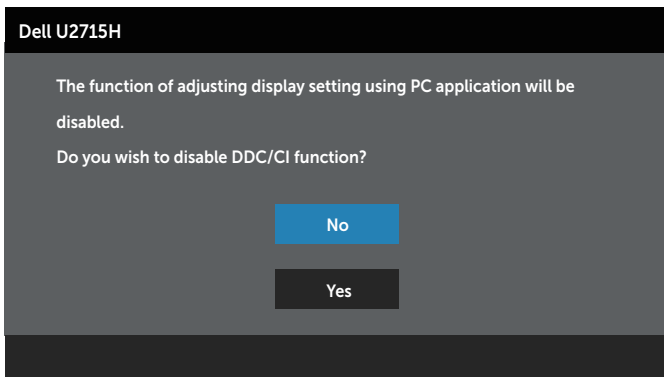 Dell U2715H
The function of adjusting display setting using PC application will be
disabled.
Do you wish to disable DDC/CI function?
No
Yes